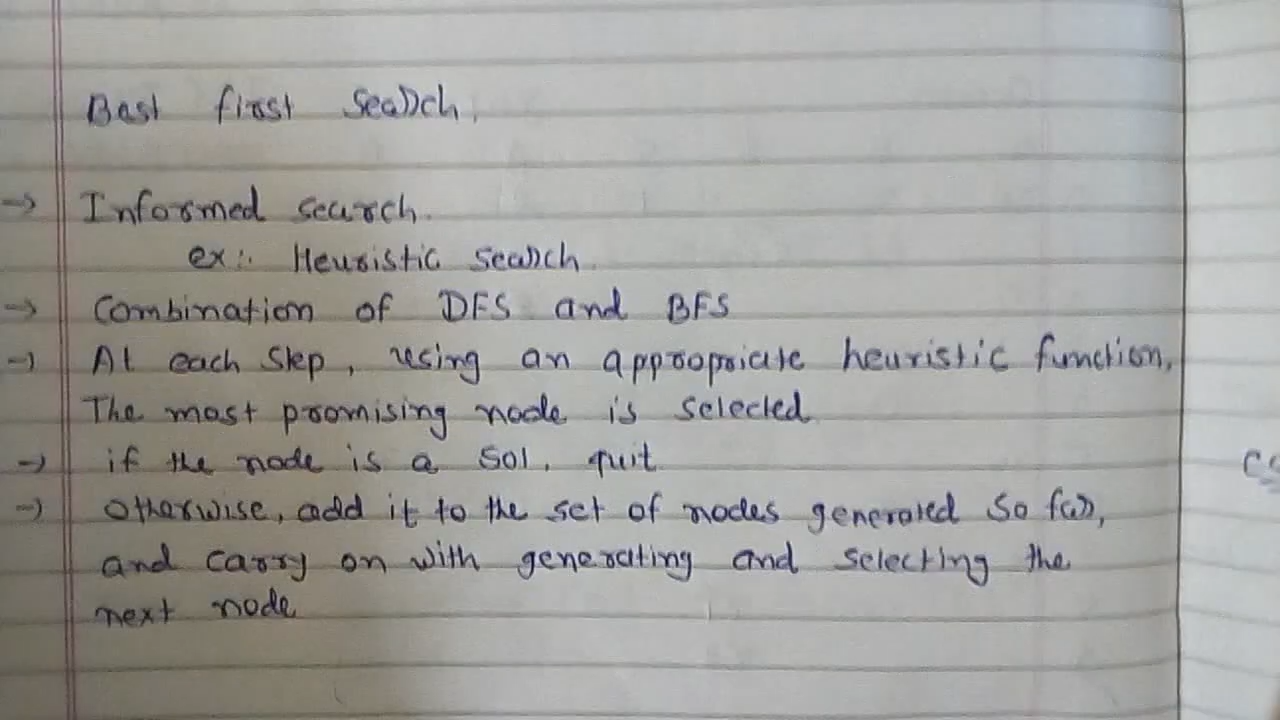 Best first search.
→ Informed search.
ex:. Heuristic search.
→ Combination of DFS and BFS
→ At each step, using an appropriate heuristic function,
The most promising node is selected.
→ if the node is a sol. quit
→ otherwise, add it to the set of nodes generated so far,
and carry on with generating and selecting the
next node